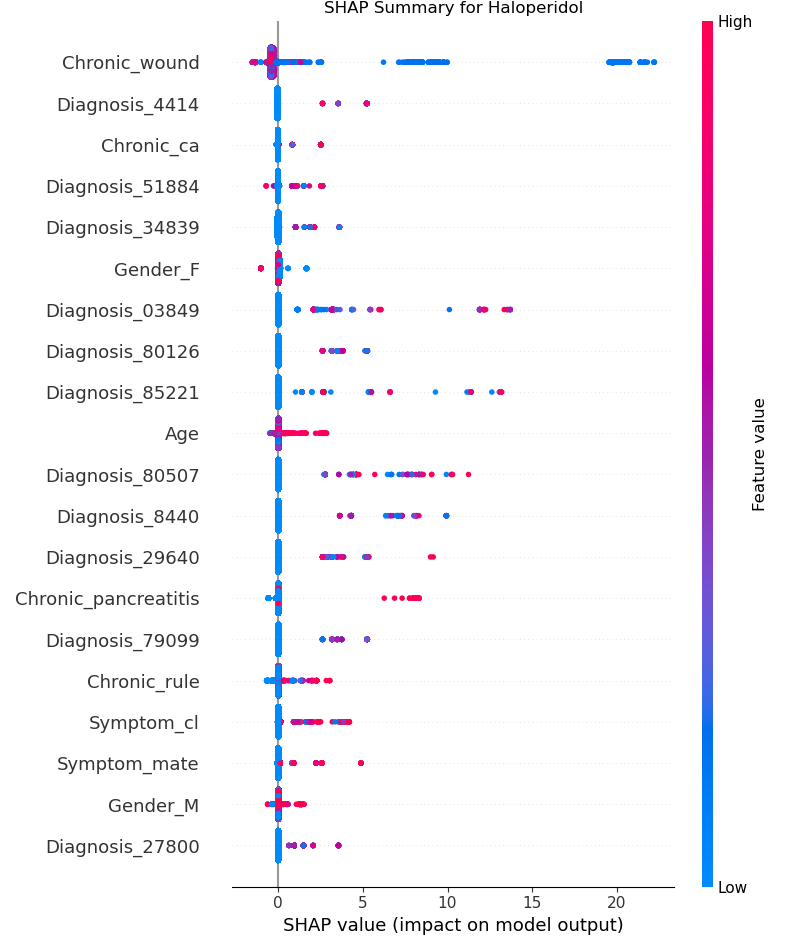 SHAP Summary for Haloperidol
High
Chronic_wound
Diagnosis_4414
Chronic_ca
Diagnosis_51884
Diagnosis_34839
Gender_F
Diagnosis_03849
Diagnosis_80126
Diagnosis_85221
Age
Diagnosis_80507
Diagnosis_8440
Diagnosis_29640
Chronic_pancreatitis
Diagnosis_79099
Chronic_rule
Symptom_cl
Symptom_mate
Gender_M
Diagnosis_27800
Feature value
Low
0 5 10 15 20
SHAP value (impact on model output)